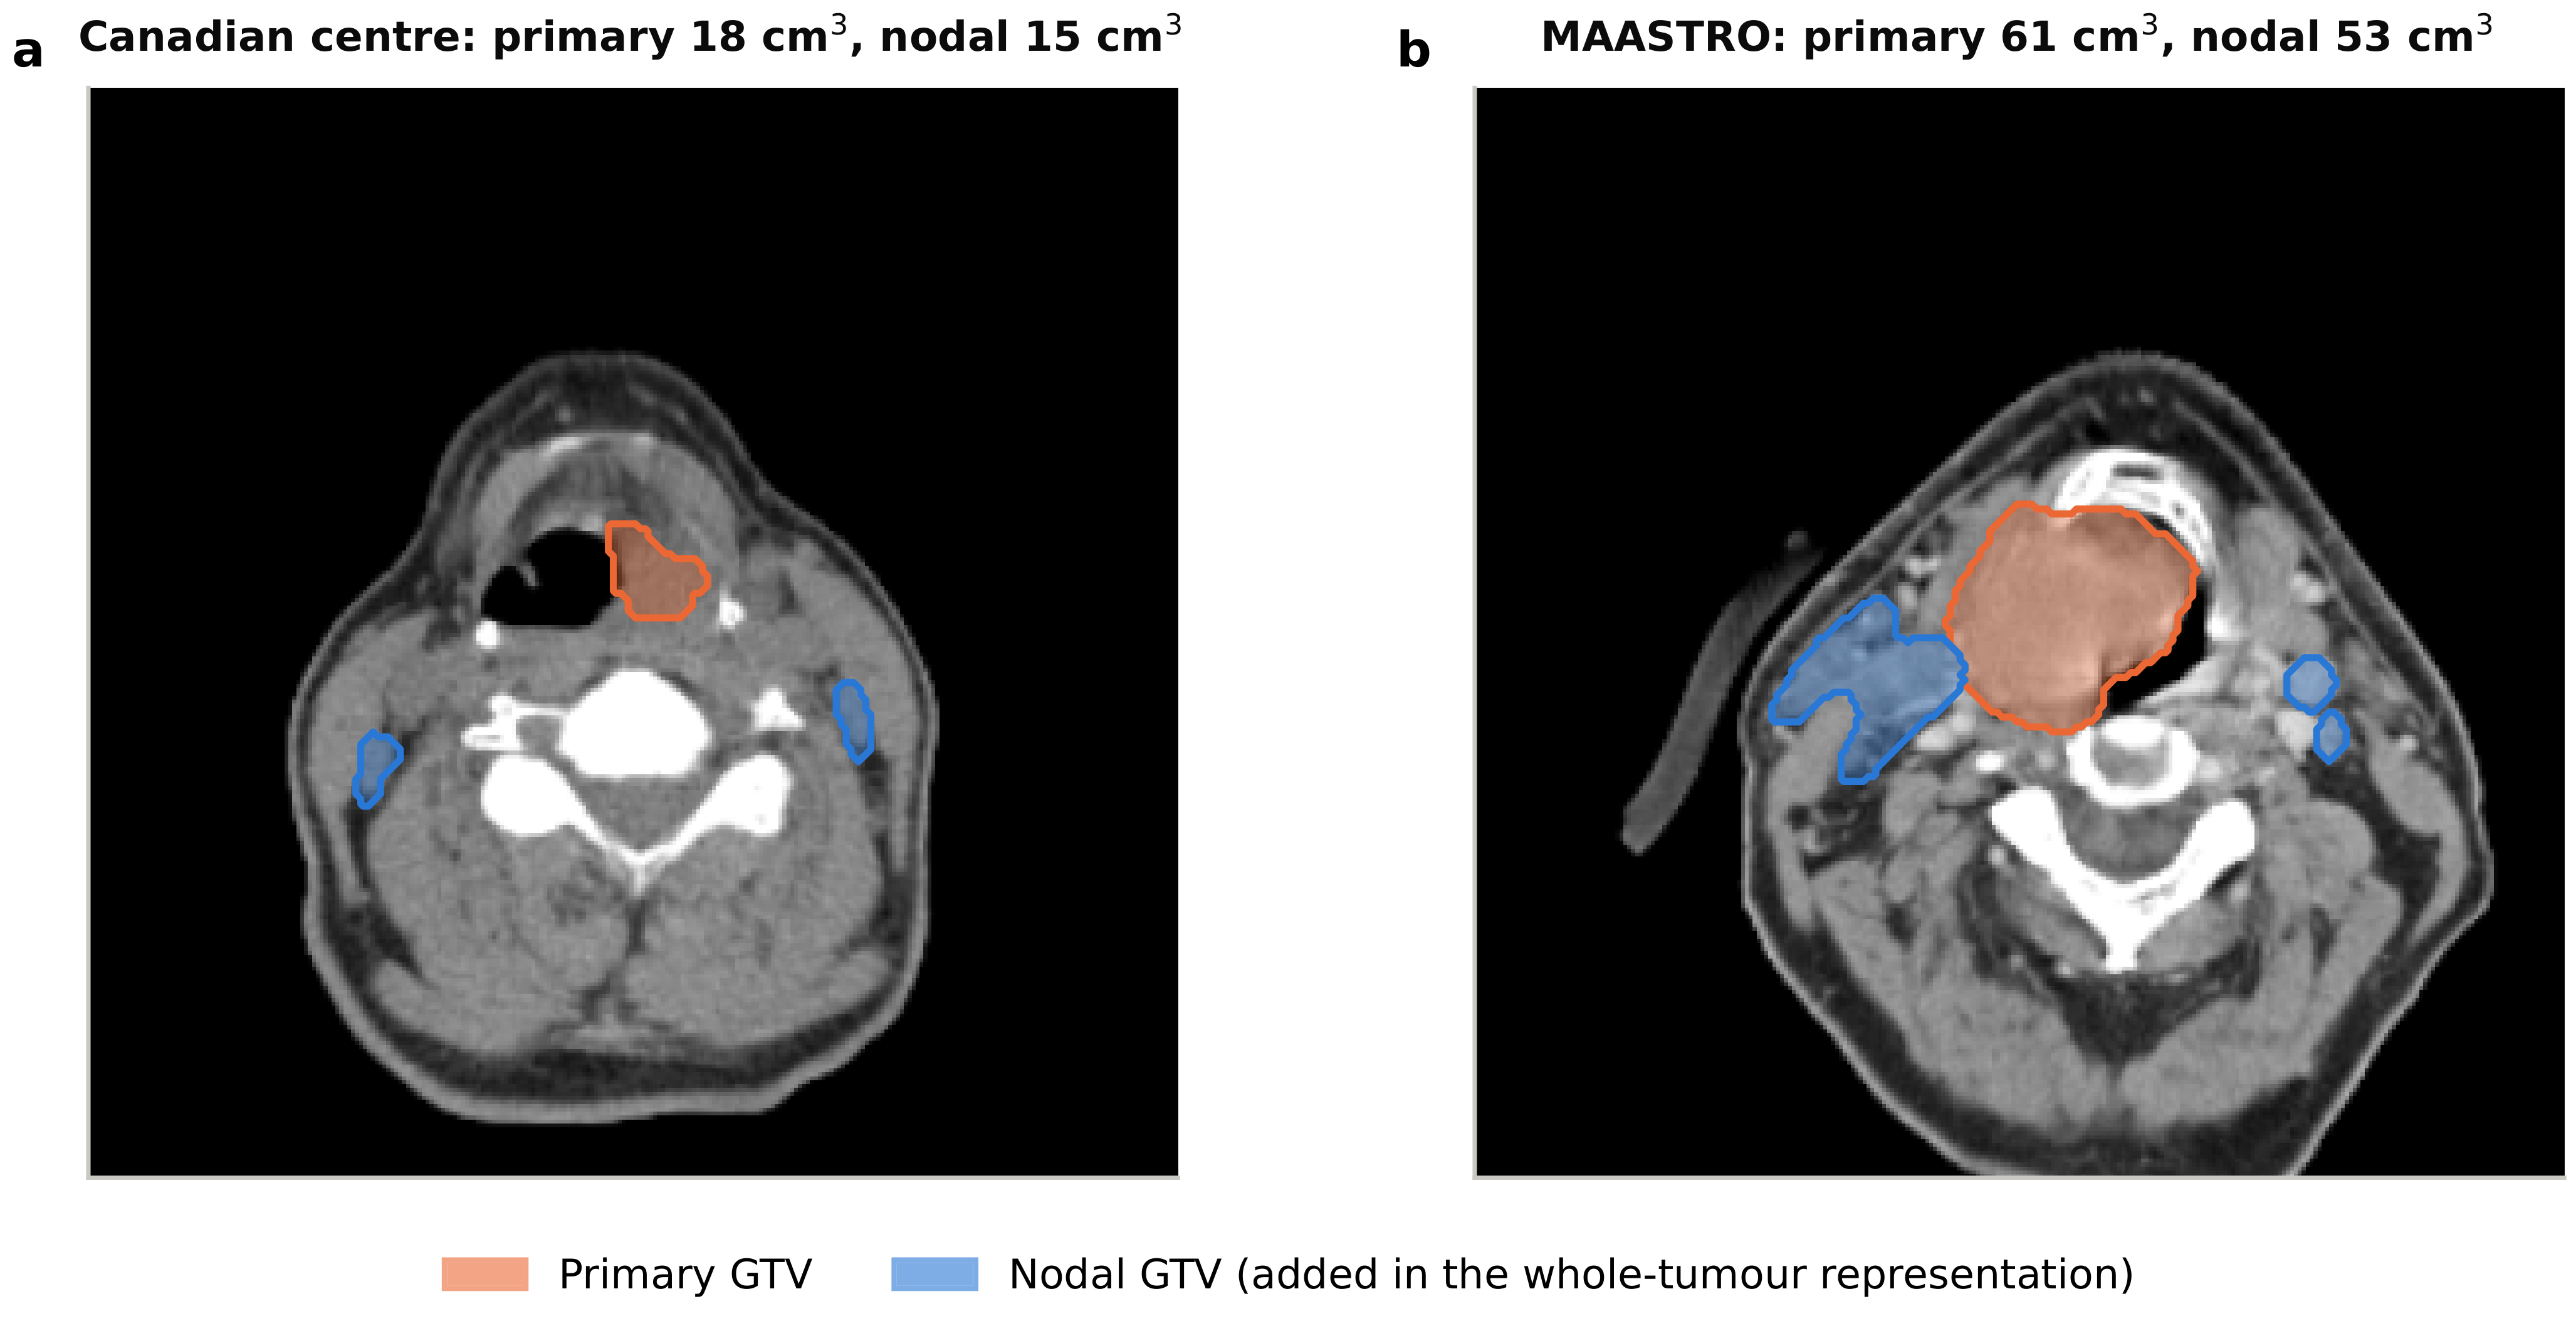 a Canadian centre: primary 18 cm³, nodal 15 cm³
b MAASTRO: primary 61 cm³, nodal 53 cm³
Primary GTV
Nodal GTV (added in the whole-tumour representation)